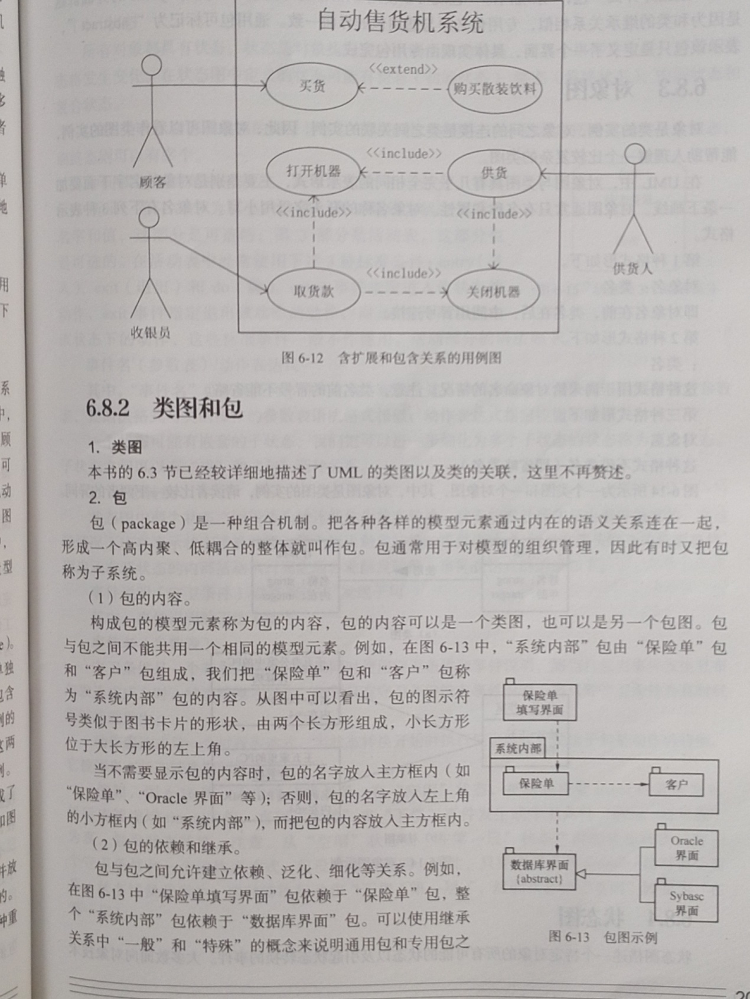 自动售货机系统
买货
<<extend>>
购买散装饮料
顾客
打开机器
<<include>>
供货
<<include>>
<<include>>
供货人
取货款
<<include>>
关闭机器
收银员
图 6-12 含扩展和包含关系的用例图
6.8.2 类图和包
1. 类图
本书的 6.3 节已经较详细地描述了 UML 的类图以及类的关联，这里不再赘述。
2. 包
包（package）是一种组合机制。把各种各样的模型元素通过内在的语义关系连在一起，
形成一个高内聚、低耦合的整体就叫作包。包通常用于对模型的组织管理，因此有时又把包
称为子系统。
（1）包的内容。
构成包的模型元素称为包的内容，包的内容可以是一个类图，也可以是另一个包图。包
与包之间不能共用一个相同的模型元素。例如，在图 6-13 中，“系统内部”包由“保险单”包
和“客户”包组成，我们把“保险单”包和“客户”包称
为“系统内部”包的内容。从图中可以看出，包的图示符
号类似于图书卡片的形状，由两个长方形组成，小长方形
位于大长方形的左上角。
当不需要显示包的内容时，包的名字放入主方框内（如
“保险单”、“Oracle 界面”等）；否则，包的名字放入左上角
的小方框内（如“系统内部”），而把包的内容放入主方框内。
（2）包的依赖和继承。
包与包之间允许建立依赖、泛化、细化等关系。例如，
在图 6-13 中“保险单填写界面”包依赖于“保险单”包，整
个“系统内部”包依赖于“数据库界面”包。可以使用继承
关系中“一般”和“特殊”的概念来说明通用包和专用包之
保险单
填写界面
系统内部
保险单
客户
数据库界面
{abstract}
Oracle
界面
Sybasc
界面
图 6-13 包图示例